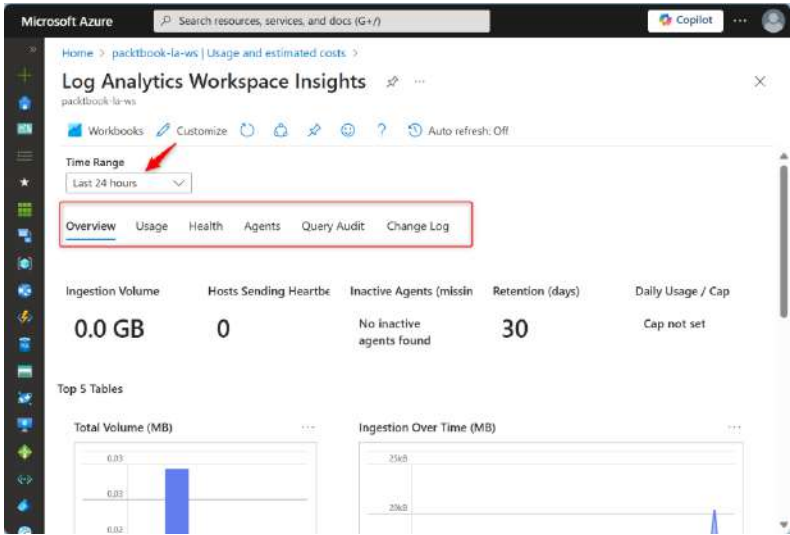 Microsoft Azure
Search resources, services, and docs (G+/)
Copilot
Home > packtbook-la-ws | Usage and estimated costs >
Log Analytics Workspace Insights
packtbook-la-ws
Workbooks Customize ? Auto refresh: Off
Time Range
Last 24 hours
Overview Usage Health Agents Query Audit Change Log
Ingestion Volume Hosts Sending Heartbe Inactive Agents (missin Retention (days) Daily Usage / Cap
0.0 GB 0 No inactive agents found 30 Cap not set
Top 5 Tables
Total Volume (MB) Ingestion Over Time (MB)
0.03 25kB
0.03 20kB
0.02